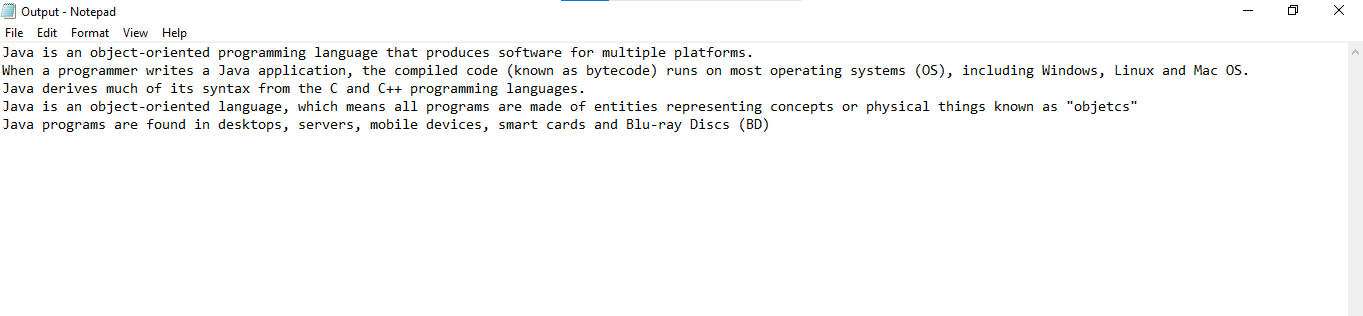 Output - Notepad
File Edit Format View Help
Java is an object-oriented programming language that produces software for multiple platforms.
When a programmer writes a Java application, the compiled code (known as bytecode) runs on most operating systems (OS), including Windows, Linux and Mac OS.
Java derives much of its syntax from the C and C++ programming languages.
Java is an object-oriented language, which means all programs are made of entities representing concepts or physical things known as "objetcs"
Java programs are found in desktops, servers, mobile devices, smart cards and Blu-ray Discs (BD)